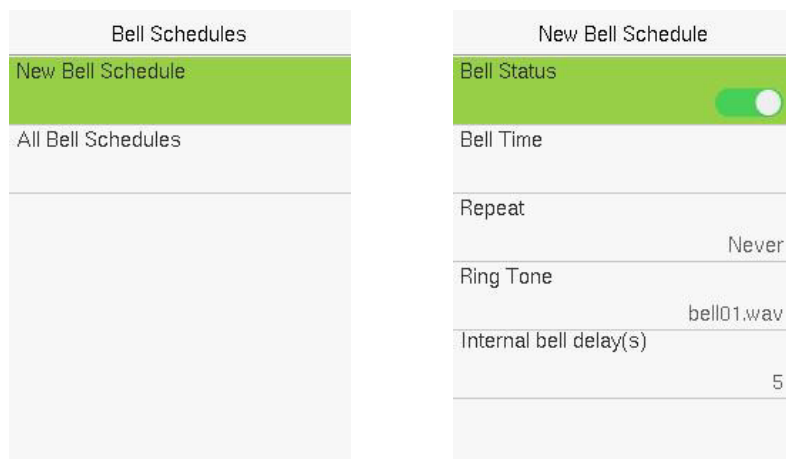 Bell Schedules
New Bell Schedule
All Bell Schedules
New Bell Schedule
Bell Status
Bell Time
Repeat
Never
Ring Tone
bell01.wav
Internal bell delay(s)
5